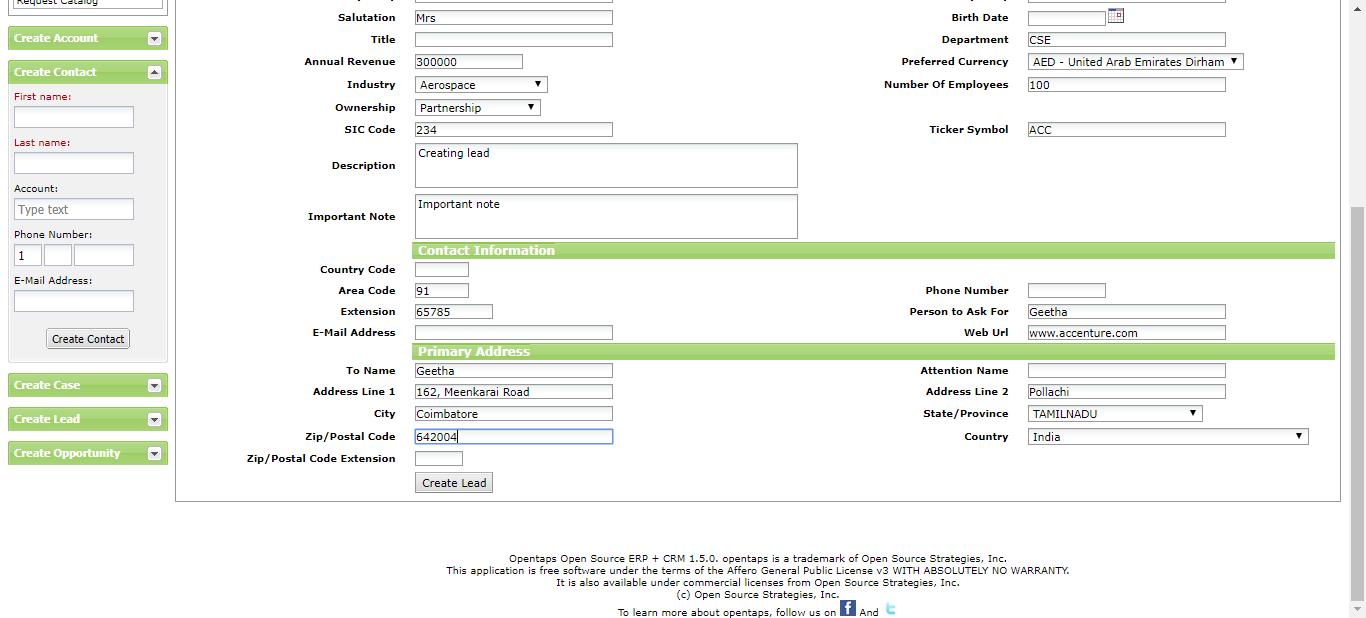 Request Catalog
Create Account
Create Contact
First name:
Last name:
Account:
Type text
Phone Number:
1
E-Mail Address:
Create Contact
Create Case
Create Lead
Create Opportunity
Salutation Mrs Birth Date
Title Department CSE
Annual Revenue 300000 Preferred Currency AED - United Arab Emirates Dirham
Industry Aerospace Number Of Employees 100
Ownership Partnership
SIC Code 234 Ticker Symbol ACC
Description Creating lead
Important Note Important note
Contact Information
Country Code
Area Code 91 Phone Number
Extension 65785 Person to Ask For Geetha
E-Mail Address Web Url www.accenture.com
Primary Address
To Name Geetha Attention Name
Address Line 1 162, Meenkarai Road Address Line 2 Pollachi
City Coimbatore State/Province TAMILNADU
Zip/Postal Code 642004 Country India
Zip/Postal Code Extension
Create Lead
Opentaps Open Source ERP + CRM 1.5.0. opentaps is a trademark of Open Source Strategies, Inc.
This application is free software under the terms of the Affero General Public License v3 WITH ABSOLUTELY NO WARRANTY.
It is also available under commercial licenses from Open Source Strategies, Inc.
(c) Open Source Strategies, Inc.
To learn more about opentaps, follow us on f And t